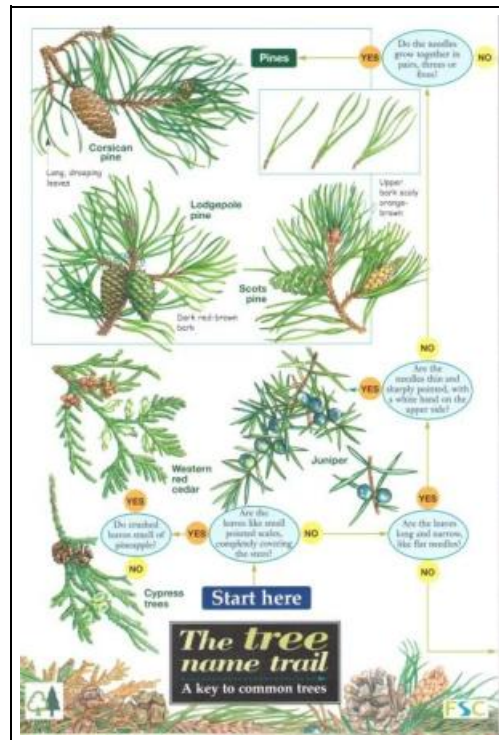 Pines
YES
Do the needles
grow together in
pairs, threes or
fives?
NO
Corsican
pine
Long, drooping
leaves
Lodgepole
pine
Upper
bark scaly
orange-
brown
Scots
pine
Dark red-brown
bark
NO
YES
Are the
needles thin and
sharply pointed, with
a white band on the
upper side?
Juniper
Western
red
cedar
YES
Do crushed
leaves smell of
pineapple?
YES
Are the
leaves like small
pointed scales,
completely covering
the stem?
NO
YES
Are the leaves
long and narrow,
like flat needles?
NO
NO
Cypress
trees
Start here
The tree
name trail
A key to common trees
FSC